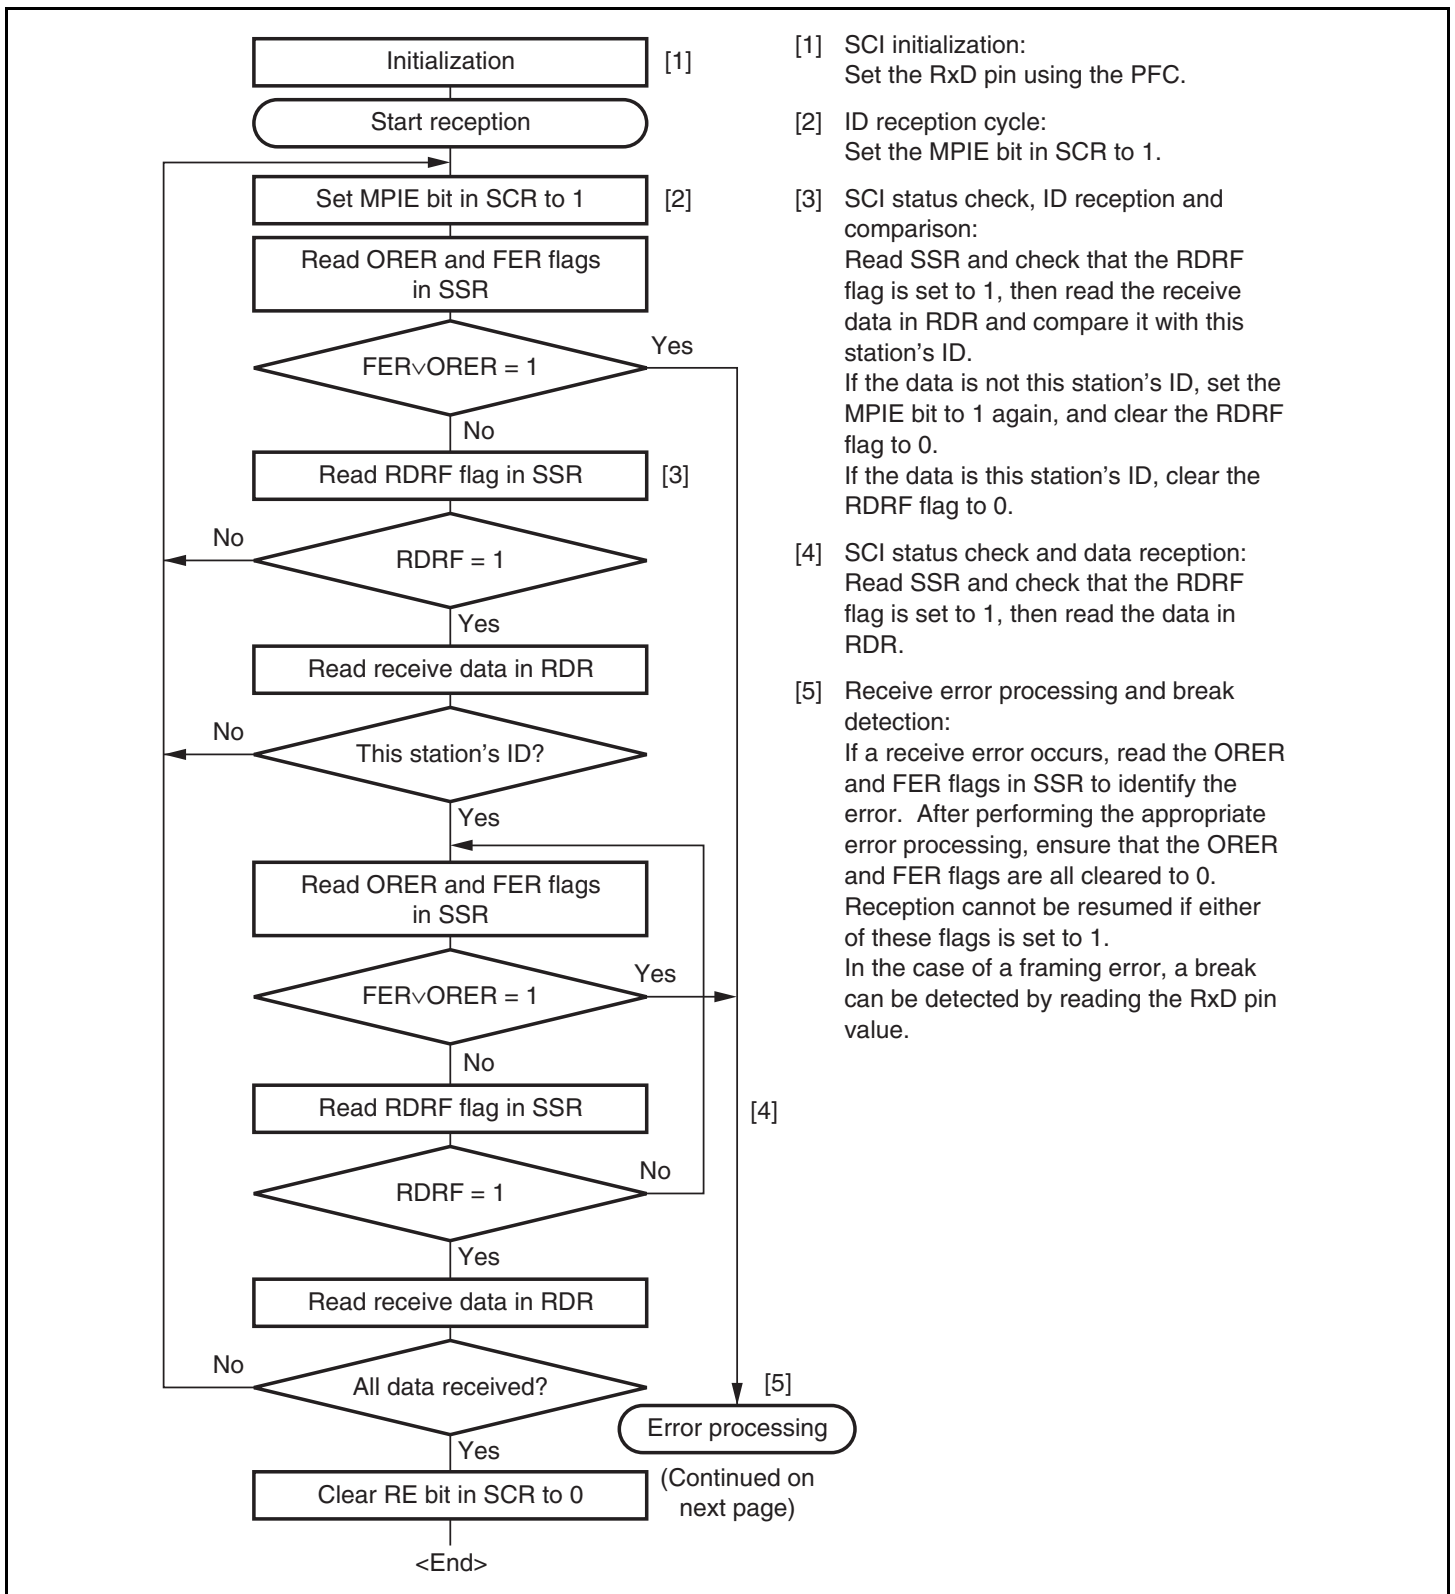 Initialization
[1]
Start reception
Set MPIE bit in SCR to 1
[2]
Read ORER and FER flags
in SSR
FER∨ORER = 1
Yes
No
Read RDRF flag in SSR
[3]
No
RDRF = 1
Yes
Read receive data in RDR
No
This station's ID?
Yes
Read ORER and FER flags
in SSR
FER∨ORER = 1
Yes
No
Read RDRF flag in SSR
[4]
RDRF = 1
No
Yes
Read receive data in RDR
No
All data received?
[5]
Error processing
Yes
(Continued on
next page)
Clear RE bit in SCR to 0
<End>
[1] SCI initialization:
Set the RxD pin using the PFC.
[2] ID reception cycle:
Set the MPIE bit in SCR to 1.
[3] SCI status check, ID reception and
comparison:
Read SSR and check that the RDRF
flag is set to 1, then read the receive
data in RDR and compare it with this
station's ID.
If the data is not this station's ID, set the
MPIE bit to 1 again, and clear the RDRF
flag to 0.
If the data is this station's ID, clear the
RDRF flag to 0.
[4] SCI status check and data reception:
Read SSR and check that the RDRF
flag is set to 1, then read the data in
RDR.
[5] Receive error processing and break
detection:
If a receive error occurs, read the ORER
and FER flags in SSR to identify the
error. After performing the appropriate
error processing, ensure that the ORER
and FER flags are all cleared to 0.
Reception cannot be resumed if either
of these flags is set to 1.
In the case of a framing error, a break
can be detected by reading the RxD pin
value.